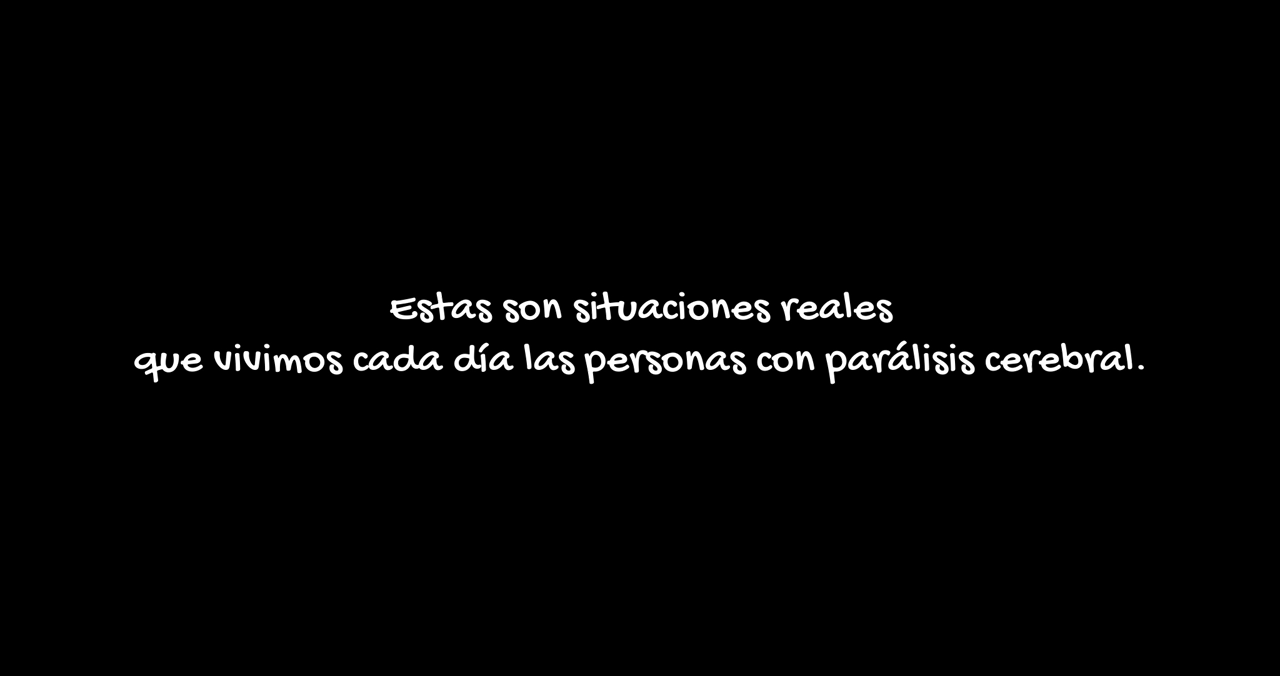 Estas son situaciones reales
que vivimos cada día las personas con parálisis cerebral.